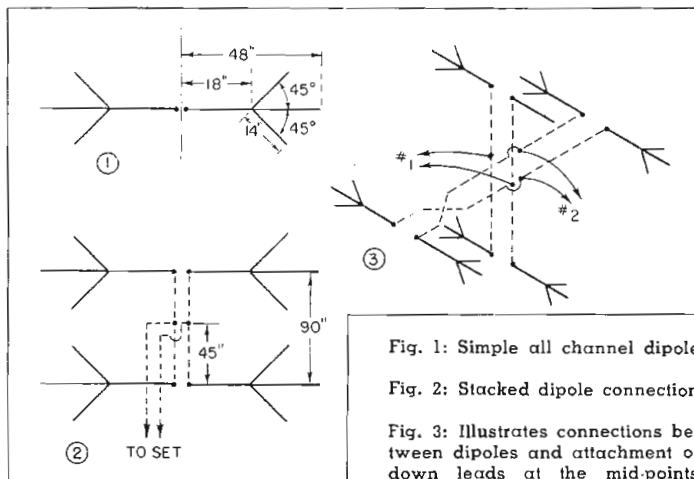 48"
18"
45°
45°
14"
①
#1
#2
③
90"
45"
②
TO SET
Fig. 1: Simple all channel dipole
Fig. 2: Stacked dipole connection
Fig. 3: Illustrates connections be-
tween dipoles and attachment o
down leads at the mid-points